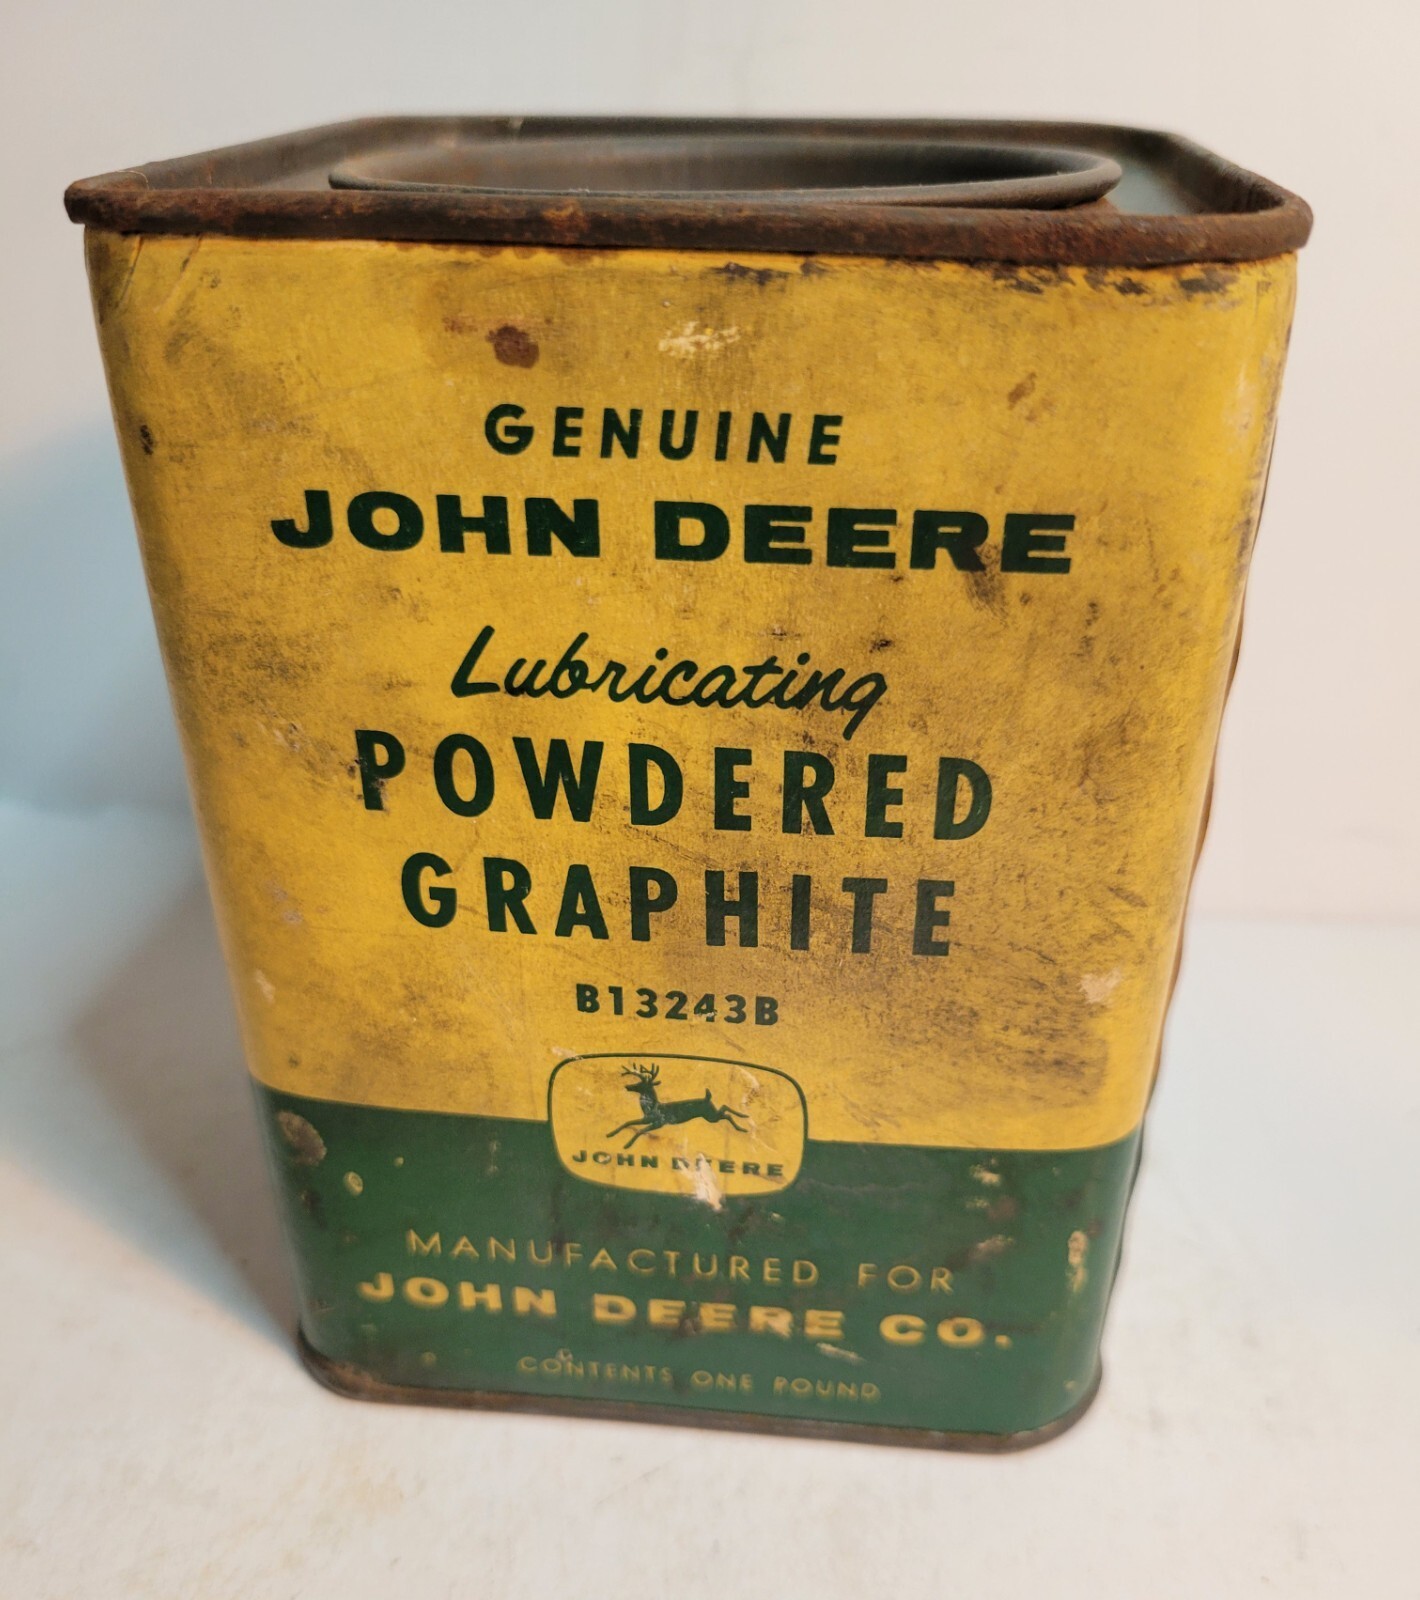 GENUINE
JOHN DEERE
Lubricating
POWDERED
GRAPHITE
B13243B
JOHN DEERE
MANUFACTURED FOR
JOHN DEERE CO.
CONTENTS ONE POUND